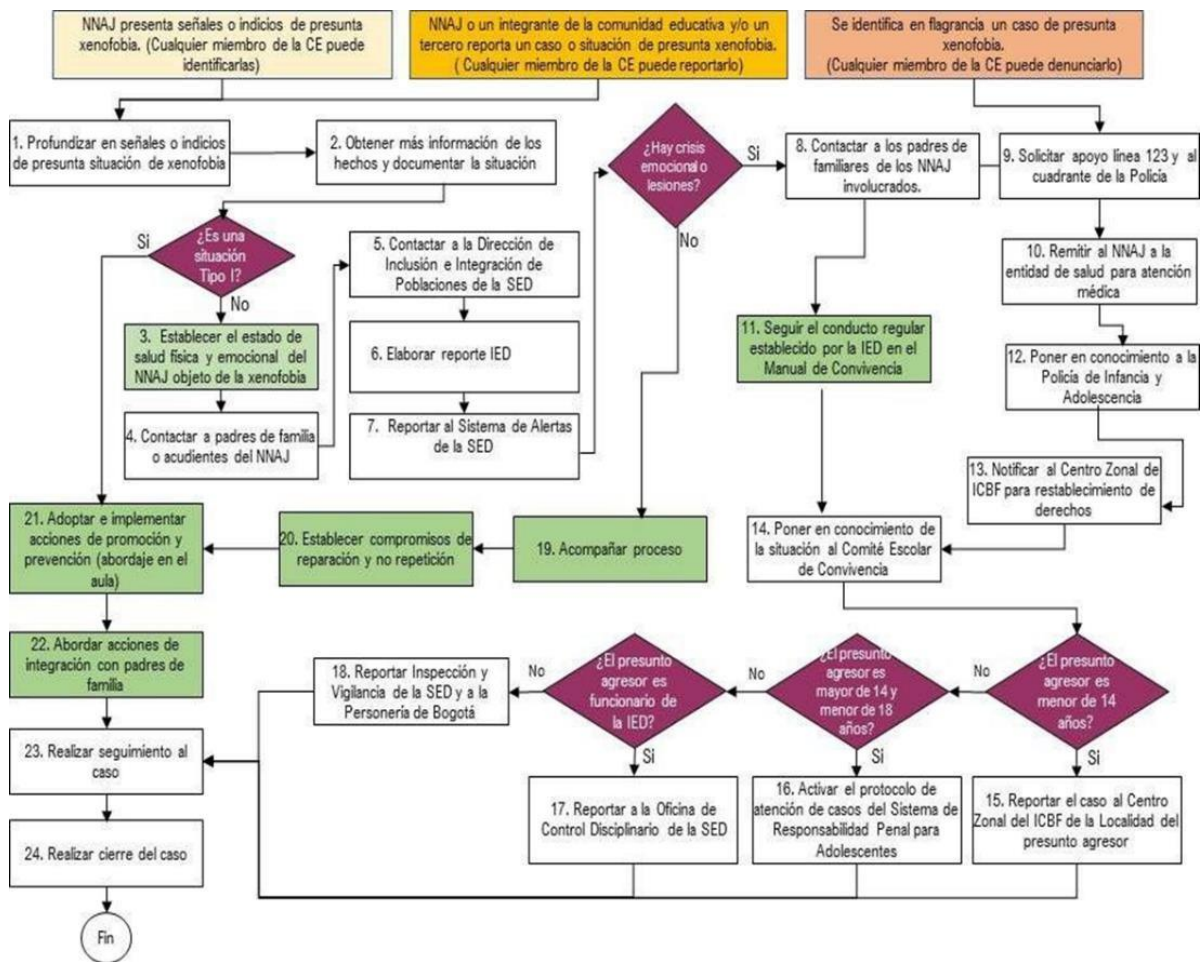 NNAJ presenta señales o indicios de presunta
xenofobia. (Cualquier miembro de la CE puede
identificarlas)
NNAJ o un integrante de la comunidad educativa y/o un
tercero reporta un caso o situación de presunta xenofobia.
( Cualquier miembro de la CE puede reportarlo)
Se identifica en flagrancia un caso de presunta
xenofobia.
(Cualquier miembro de la CE puede denunciarlo)
1. Profundizar en señales o indicios
de presunta situación de xenofobia
2. Obtener más información de los
hechos y documentar la situación
¿Hay crisis
emocional o
lesiones?
Si
No
8. Contactar a los padres de
familiares de los NNAJ
involucrados.
9. Solicitar apoyo línea 123 y al
cuadrante de la Policía
¿Es una
situación
Tipo I?
Si
No
5. Contactar a la Dirección de
Inclusión e Integración de
Poblaciones de la SED
10. Remitir al NNAJ a la
entidad de salud para atención
médica
3. Establecer el estado de
salud física y emocional del
NNAJ objeto de la xenofobia
6. Elaborar reporte IED
11. Seguir el conducto regular
establecido por la IED en el
Manual de Convivencia
12. Poner en conocimiento a la
Policía de Infancia y
Adolescencia
4. Contactar a padres de familia
o acudientes del NNAJ
7. Reportar al Sistema de Alertas
de la SED
13. Notificar al Centro Zonal de
ICBF para restablecimiento de
derechos
21. Adoptar e implementar
acciones de promoción y
prevención (abordaje en el
aula)
20. Establecer compromisos de
reparación y no repetición
19. Acompañar proceso
14. Poner en conocimiento de
la situación al Comité Escolar
de Convivencia
22. Abordar acciones de
integración con padres de
familia
18. Reportar Inspección y
Vigilancia de la SED y a la
Personería de Bogotá
No
¿El presunto
agresor es
funcionario de
la IED?
Si
No
¿El presunto
agresor es
mayor de 14 y
menor de 18
años?
Si
No
¿El presunto
agresor es
menor de 14
años?
Si
23. Realizar seguimiento al
caso
17. Reportar a la Oficina de
Control Disciplinario de la SED
16. Activar el protocolo de
atención de casos del Sistema de
Responsabilidad Penal para
Adolescentes
15. Reportar el caso al Centro
Zonal del ICBF de la Localidad del
presunto agresor
24. Realizar cierre del caso
Fin